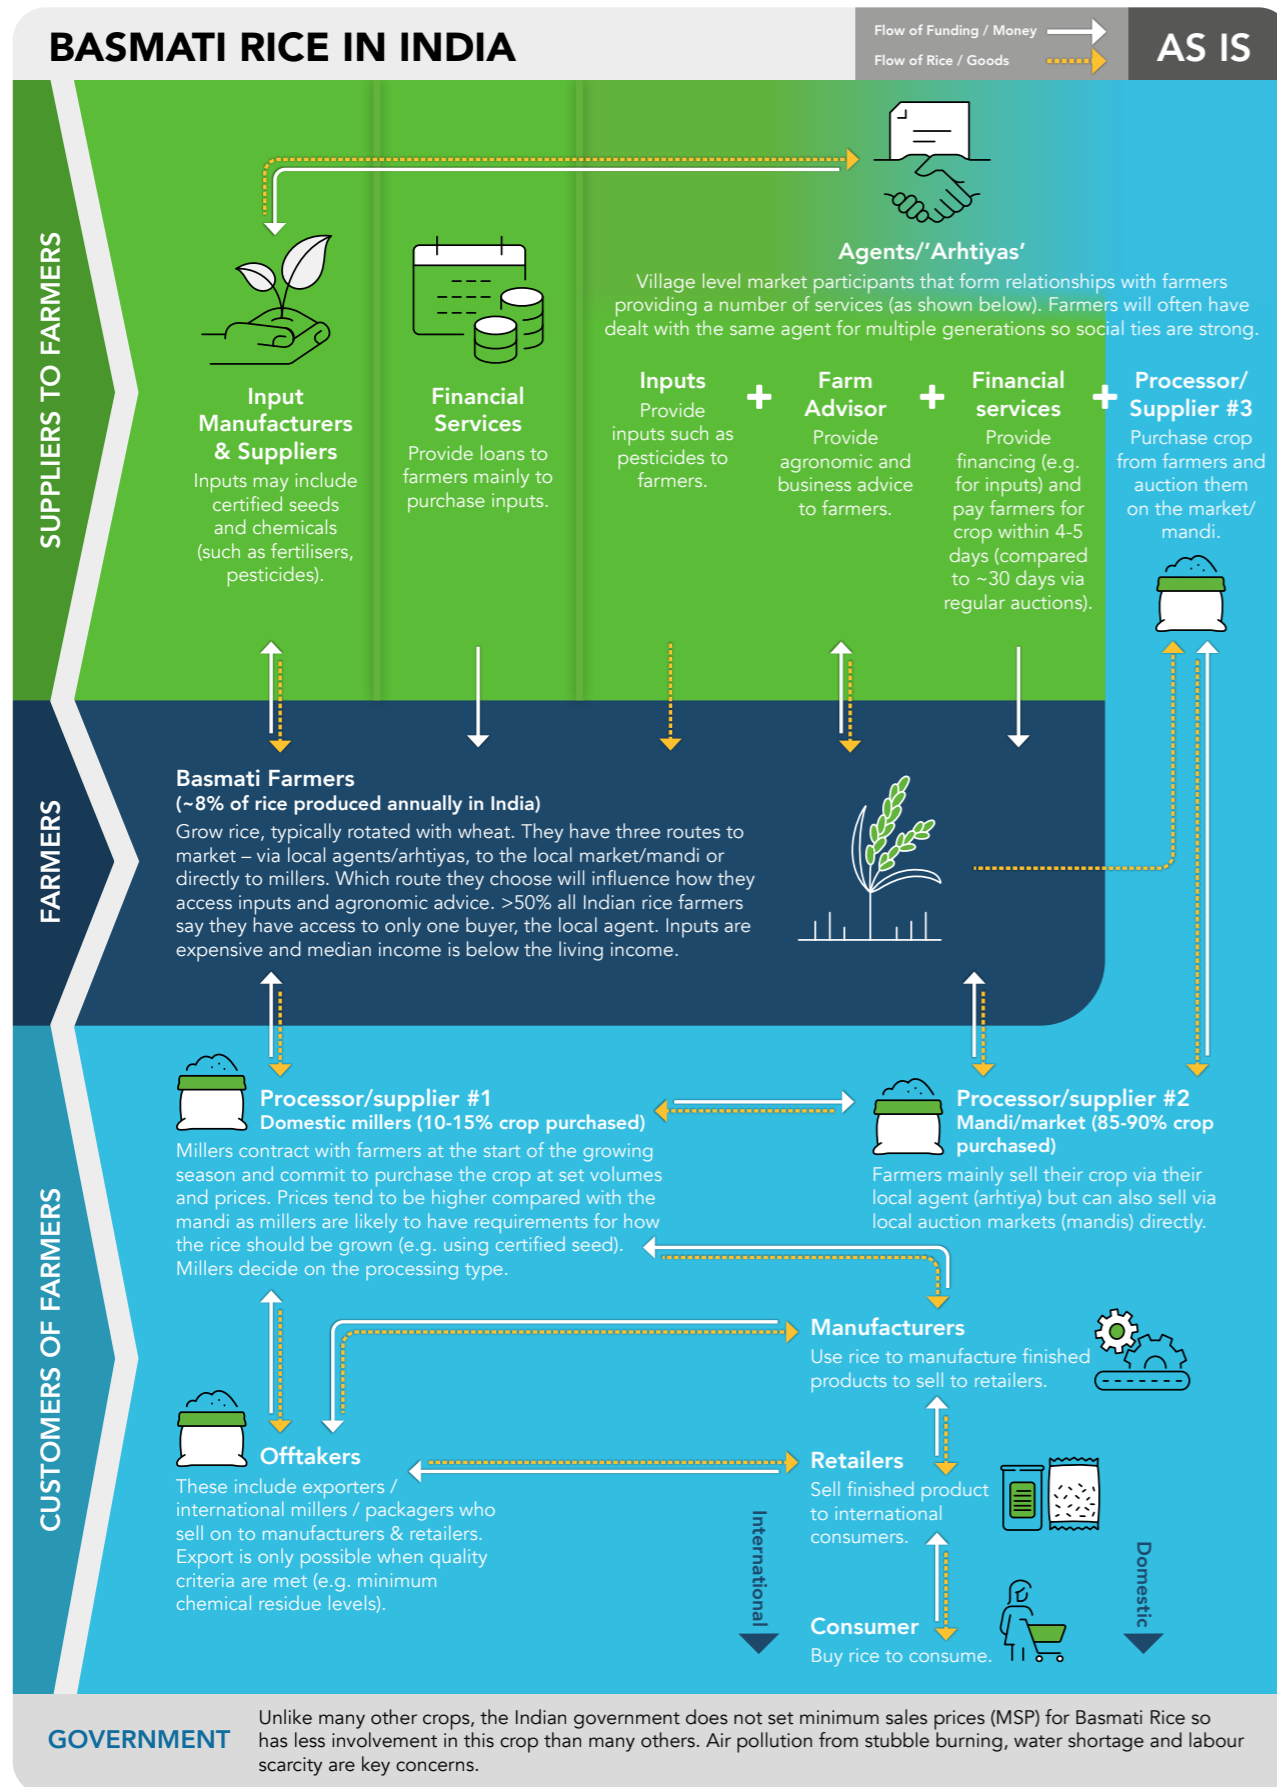 BASMATI RICE IN INDIA
Flow of Funding / Money
Flow of Rice / Goods
AS IS
SUPPLIERS TO FARMERS
Agents/'Arhtiyas'
Village level market participants that form relationships with farmers
providing a number of services (as shown below). Farmers will often have
dealt with the same agent for multiple generations so social ties are strong.
Input
Manufacturers
& Suppliers
Inputs may include
certified seeds
and chemicals
(such as fertilisers,
pesticides).
Financial
Services
Provide loans to
farmers mainly to
purchase inputs.
Inputs
Provide
inputs such as
pesticides to
farmers.
+
Farm
Advisor
Provide
agronomic and
business advice
to farmers.
+
Financial
services
Provide
financing (e.g.
for inputs) and
pay farmers for
crop within 4-5
days (compared
to ~30 days via
regular auctions).
+
Processor/
Supplier #3
Purchase crop
from farmers and
auction them
on the market/
mandi.
FARMERS
Basmati Farmers
(~8% of rice produced annually in India)
Grow rice, typically rotated with wheat. They have three routes to
market – via local agents/arhtiyas, to the local market/mandi or
directly to millers. Which route they choose will influence how they
access inputs and agronomic advice. >50% all Indian rice farmers
say they have access to only one buyer, the local agent. Inputs are
expensive and median income is below the living income.
CUSTOMERS OF FARMERS
Processor/supplier #1
Domestic millers (10-15% crop purchased)
Millers contract with farmers at the start of the growing
season and commit to purchase the crop at set volumes
and prices. Prices tend to be higher compared with the
mandi as millers are likely to have requirements for how
the rice should be grown (e.g. using certified seed).
Millers decide on the processing type.
Processor/supplier #2
Mandi/market (85-90% crop
purchased)
Farmers mainly sell their crop via their
local agent (arhtiya) but can also sell via
local auction markets (mandis) directly.
Manufacturers
Use rice to manufacture finished
products to sell to retailers.
Offtakers
These include exporters /
international millers / packagers who
sell on to manufacturers & retailers.
Export is only possible when quality
criteria are met (e.g. minimum
chemical residue levels).
Retailers
Sell finished product
to international
consumers.
International
Domestic
Consumer
Buy rice to consume.
GOVERNMENT
Unlike many other crops, the Indian government does not set minimum sales prices (MSP) for Basmati Rice so
has less involvement in this crop than many others. Air pollution from stubble burning, water shortage and labour
scarcity are key concerns.